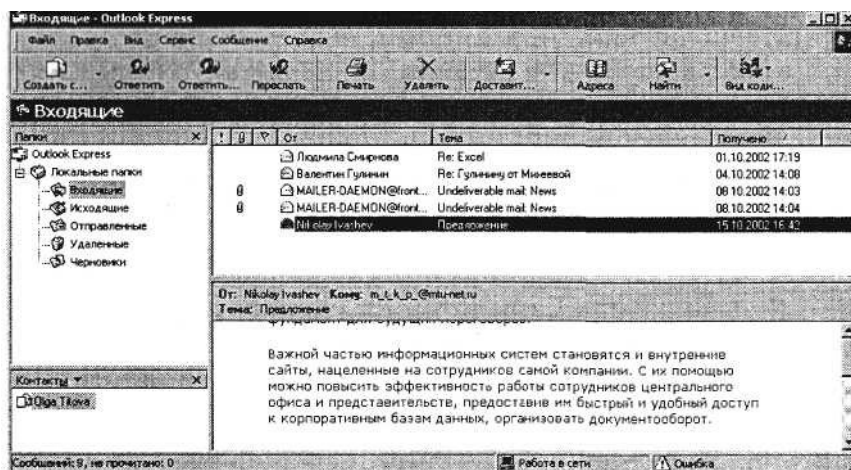 Входящие - Outlook Express
Файл Правка Вид Сервис Сообщение Справка
Создать с... Ответить Ответить... Переслать Печать Удалить Доставит... Адреса Найти Вид коди...
Входящие
Папки
Outlook Express
Локальные папки
Входящие
Исходящие
Отправленные
Удаленные
Черновики
! От Тема Получено
Людмила Смирнова Re: Excel 01.10.2002 17:19
Валентин Гулинин Re: Гулинину от Михеевой 04.10.2002 14:08
MAILER-DAEMON@front... Undeliverable mail: News 08.10.2002 14:03
MAILER-DAEMON@front... Undeliverable mail: News 08.10.2002 14:04
Nikolay Ivashev Предложение 15.10.2002 16:42
От: Nikolay Ivashev Кому: m_t_k_p_@mtu-net.ru
Тема: Предложение
Важной частью информационных систем становятся и внутренние
сайты, нацеленные на сотрудников самой компании. С их помощью
можно повысить эффективность работы сотрудников центрального
офиса и представительств, предоставив им быстрый и удобный доступ
к корпоративным базам данных, организовать документооборот.
Контакты
Olga Titova
Сообщений: 9, не прочитано: 0
Работа в сети
Ошибка